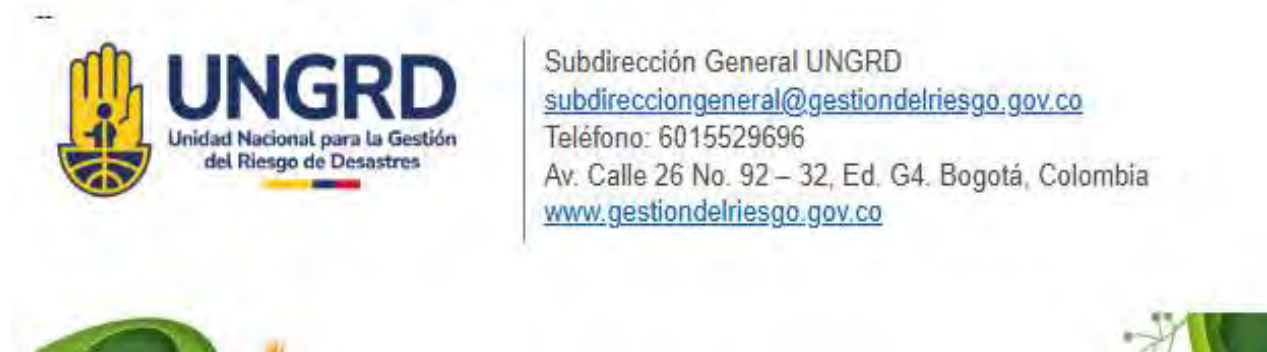 --
UNGRD
Unidad Nacional para la Gestión
del Riesgo de Desastres
Subdirección General UNGRD
subdirecciongeneral@gestiondelriesgo.gov.co
Teléfono: 6015529696
Av. Calle 26 No. 92 – 32, Ed. G4. Bogotá, Colombia
www.gestiondelriesgo.gov.co